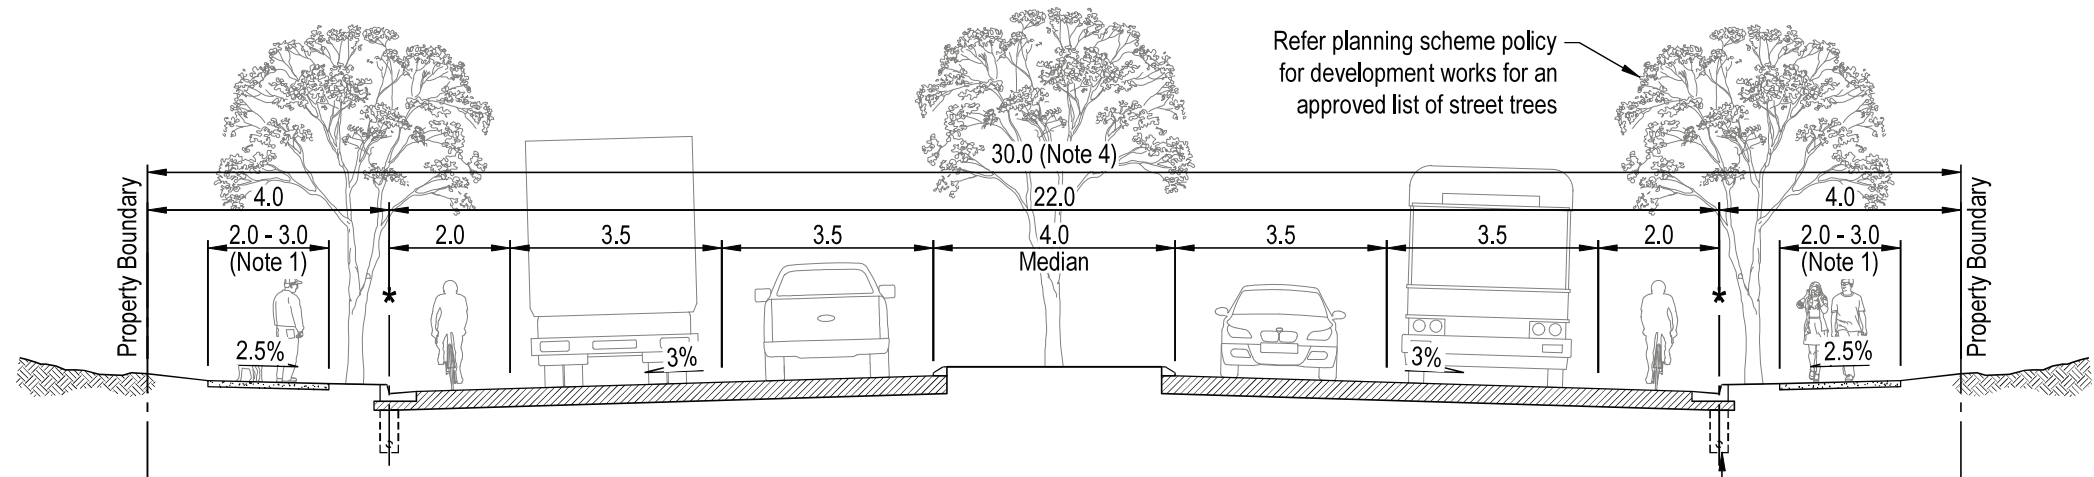 Refer planning scheme policy
for development works for an
approved list of street trees
30.0 (Note 4)
4.0
22.0
4.0
2.0 - 3.0
(Note 1)
2.0
3.5
3.5
4.0
Median
3.5
3.5
2.0
2.0 - 3.0
(Note 1)
Property Boundary
Property Boundary
*
*
2.5%
3%
3%
2.5%